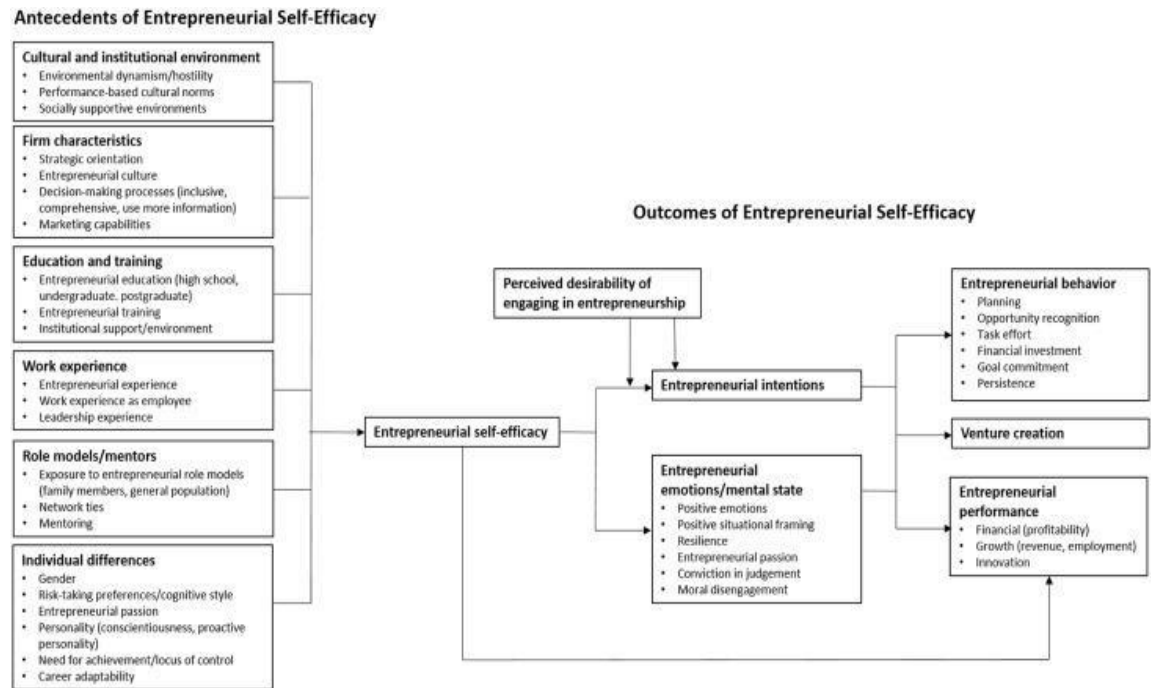 Antecedents of Entrepreneurial Self-Efficacy
Cultural and institutional environment
• Environmental dynamism/hostility
• Performance-based cultural norms
• Socially supportive environments
Firm characteristics
• Strategic orientation
• Entrepreneurial culture
• Decision-making processes (inclusive,
comprehensive, use more information)
• Marketing capabilities
Education and training
• Entrepreneurial education (high school,
undergraduate. postgraduate)
• Entrepreneurial training
• Institutional support/environment
Work experience
• Entrepreneurial experience
• Work experience as employee
• Leadership experience
Role models/mentors
• Exposure to entrepreneurial role models
(family members, general population)
• Network ties
• Mentoring
Individual differences
• Gender
• Risk-taking preferences/cognitive style
• Entrepreneurial passion
• Personality (conscientiousness, proactive
personality)
• Need for achievement/locus of control
• Career adaptability
Entrepreneurial self-efficacy
Outcomes of Entrepreneurial Self-Efficacy
Perceived desirability of
engaging in entrepreneurship
Entrepreneurial intentions
Entrepreneurial
emotions/mental state
• Positive emotions
• Positive situational framing
• Resilience
• Entrepreneurial passion
• Conviction in judgement
• Moral disengagement
Entrepreneurial behavior
• Planning
• Opportunity recognition
• Task effort
• Financial investment
• Goal commitment
• Persistence
Venture creation
Entrepreneurial
performance
• Financial (profitability)
• Growth (revenue, employment)
• Innovation